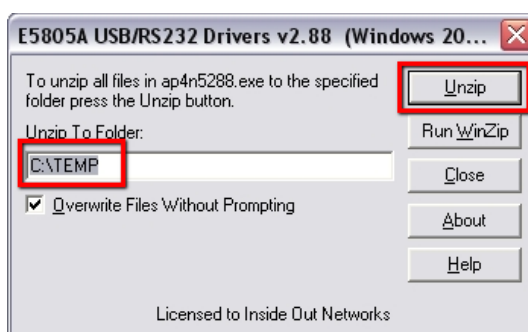 E5805A USB/RS232 Drivers v2.88 (Windows 20...
To unzip all files in ap4n5288.exe to the specified
folder press the Unzip button.
Unzip To Folder:
C:\TEMP
Overwrite Files Without Prompting
Unzip
Run WinZip
Close
About
Help
Licensed to Inside Out Networks